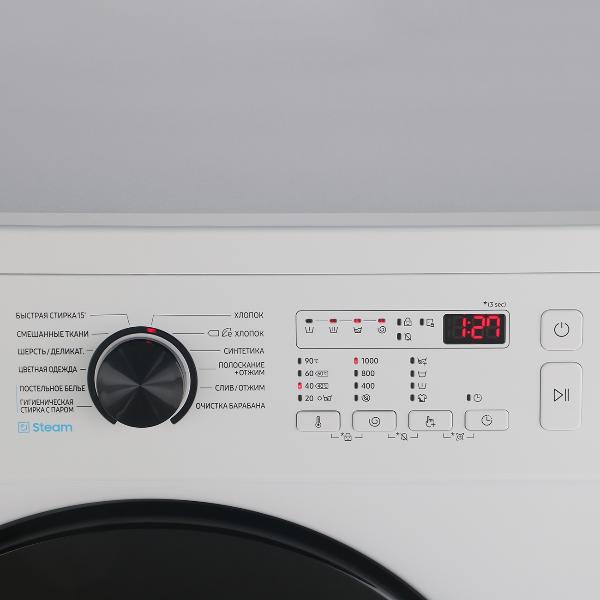 БЫСТРАЯ СТИРКА 15'
СМЕШАННЫЕ ТКАНИ
ШЕРСТЬ/ДЕЛИКАТ.
ЦВЕТНАЯ ОДЕЖДА
ПОСТЕЛЬНОЕ БЕЛЬЕ
ГИГИЕНИЧЕСКАЯ
СТИРКА С ПАРОМ
Steam
ХЛОПОК
ХЛОПОК
СИНТЕТИКА
ПОЛОСКАНИЕ
+ОТЖИМ
СЛИВ/ОТЖИМ
ОЧИСТКА БАРАБАНА
*(3 sec)
1:27
90°C 1000
60 800
40 400
20